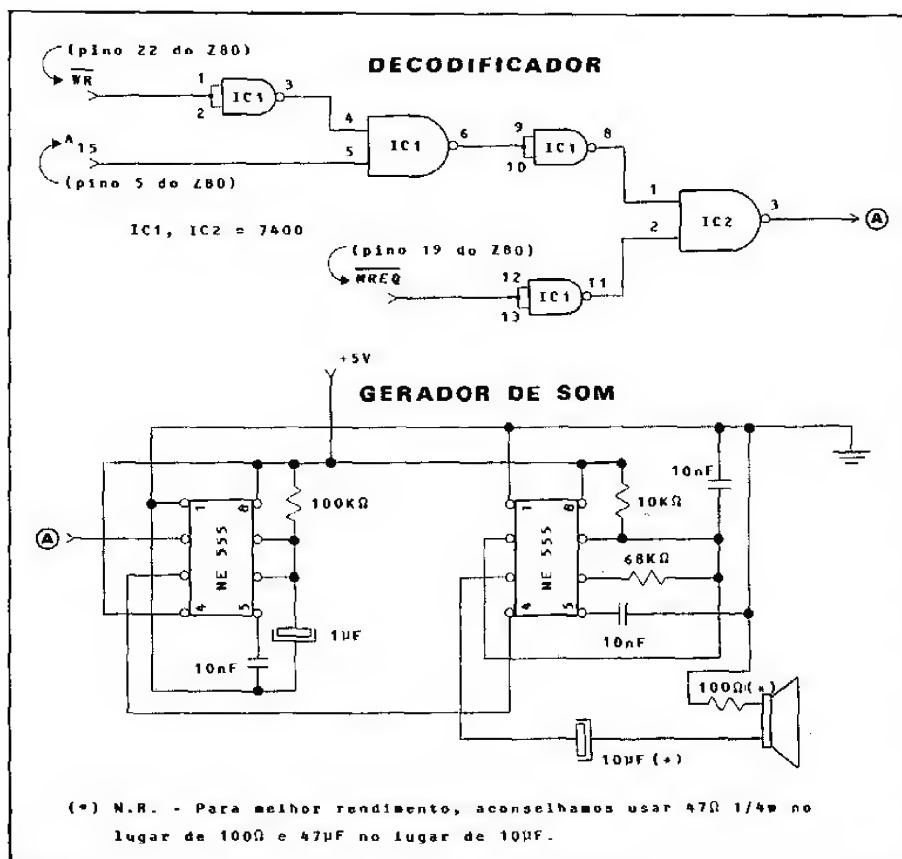 (pino 22 do Z80)
DECODIFICADOR
WR
1
2
IC1
3
4
5
IC1
6
9
10
IC1
8
A15
(pino 5 do Z80)
1
2
IC2
3
A
IC1, IC2 = 7400
(pino 19 do Z80)
MREQ
12
13
IC1
11
+5V
GERADOR DE SOM
100KΩ
10KΩ
10nF
A
1
8
NE 555
4
5
1
8
NE 555
4
5
68KΩ
1µF
10nF
10nF
100Ω(*)
10µF(*)
(*) N.R. - Para melhor rendimento, aconselhamos usar 47Ω 1/4w no
lugar de 100Ω e 47µF no lugar de 10µF.